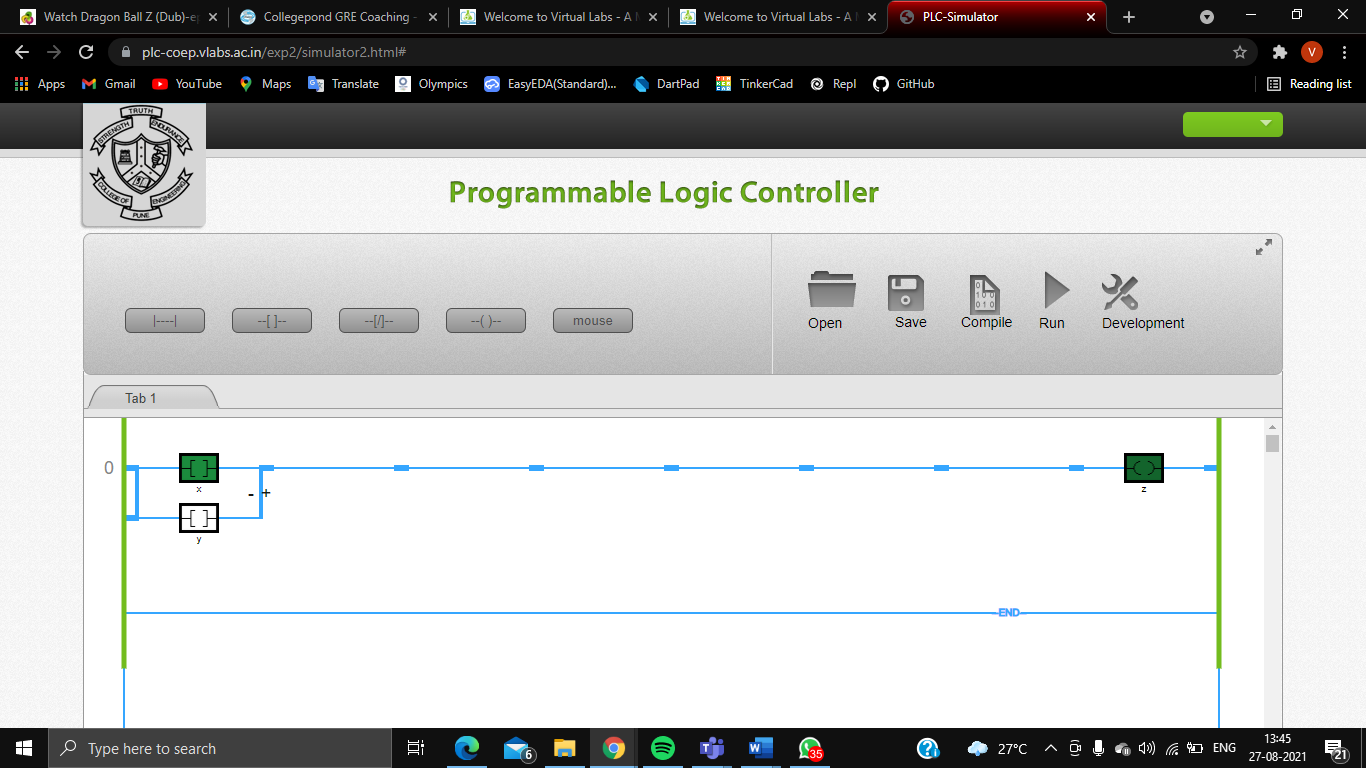 Watch Dragon Ball Z (Dub)-ep
Collegepond GRE Coaching -
Welcome to Virtual Labs - A M
Welcome to Virtual Labs - A M
PLC-Simulator
plc-coep.vlabs.ac.in/exp2/simulator2.html#
V
Apps
Gmail
YouTube
Maps
Translate
Olympics
EasyEDA(Standard)...
DartPad
TinkerCad
Repl
GitHub
Reading list
TRUTH
STRENGTH
ENDURANCE
COLLEGE OF
ENGINEERING
PUNE
Programmable Logic Controller
|----|
--[ ]--
--[/]--
--( )--
mouse
Open
Save
Compile
Run
Development
Tab 1
0
x
- +
y
z
END
Type here to search
6
35
27°C
ENG
13:45
27-08-2021
21